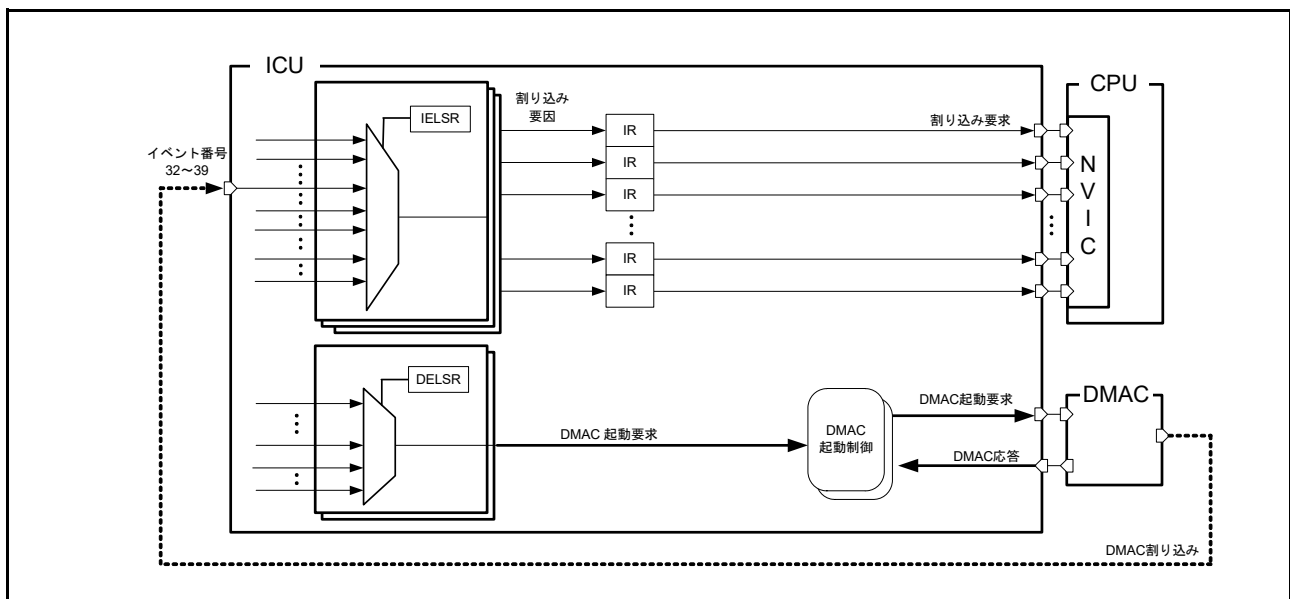 ICU
CPU
IELSR
割り込み
要因
IR
割り込み要求
IR
IR
IR
IR
N
V
I
C
イベント番号
32～39
DELSR
DMAC 起動要求
DMAC
起動制御
DMAC起動要求
DMAC応答
DMAC
DMAC割り込み